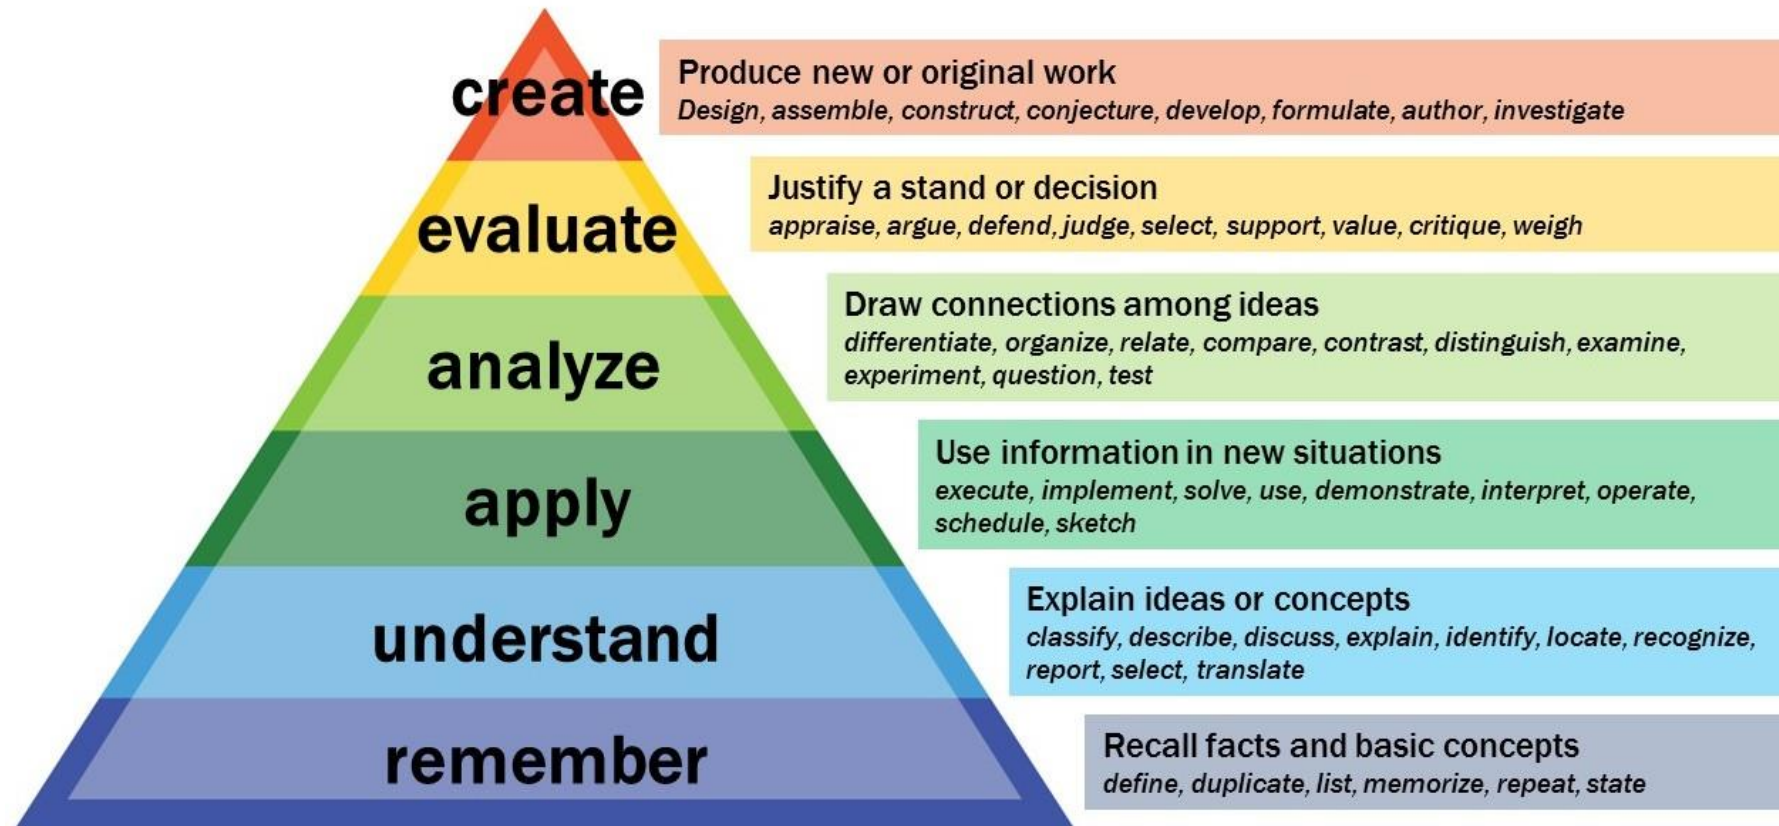 create
Produce new or original work
Design, assemble, construct, conjecture, develop, formulate, author, investigate
evaluate
Justify a stand or decision
appraise, argue, defend, judge, select, support, value, critique, weigh
analyze
Draw connections among ideas
differentiate, organize, relate, compare, contrast, distinguish, examine,
experiment, question, test
apply
Use information in new situations
execute, implement, solve, use, demonstrate, interpret, operate,
schedule, sketch
understand
Explain ideas or concepts
classify, describe, discuss, explain, identify, locate, recognize,
report, select, translate
remember
Recall facts and basic concepts
define, duplicate, list, memorize, repeat, state